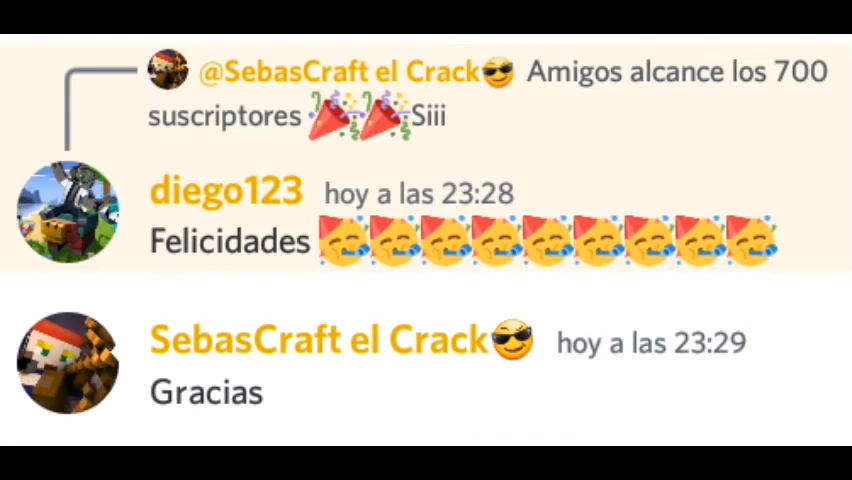 @SebasCraft el Crack😎 Amigos alcance los 700
suscriptores 🎉🎉Siii
diego123 hoy a las 23:28
Felicidades 🥳🥳🥳🥳🥳🥳🥳🥳🥳
SebasCraft el Crack😎 hoy a las 23:29
Gracias